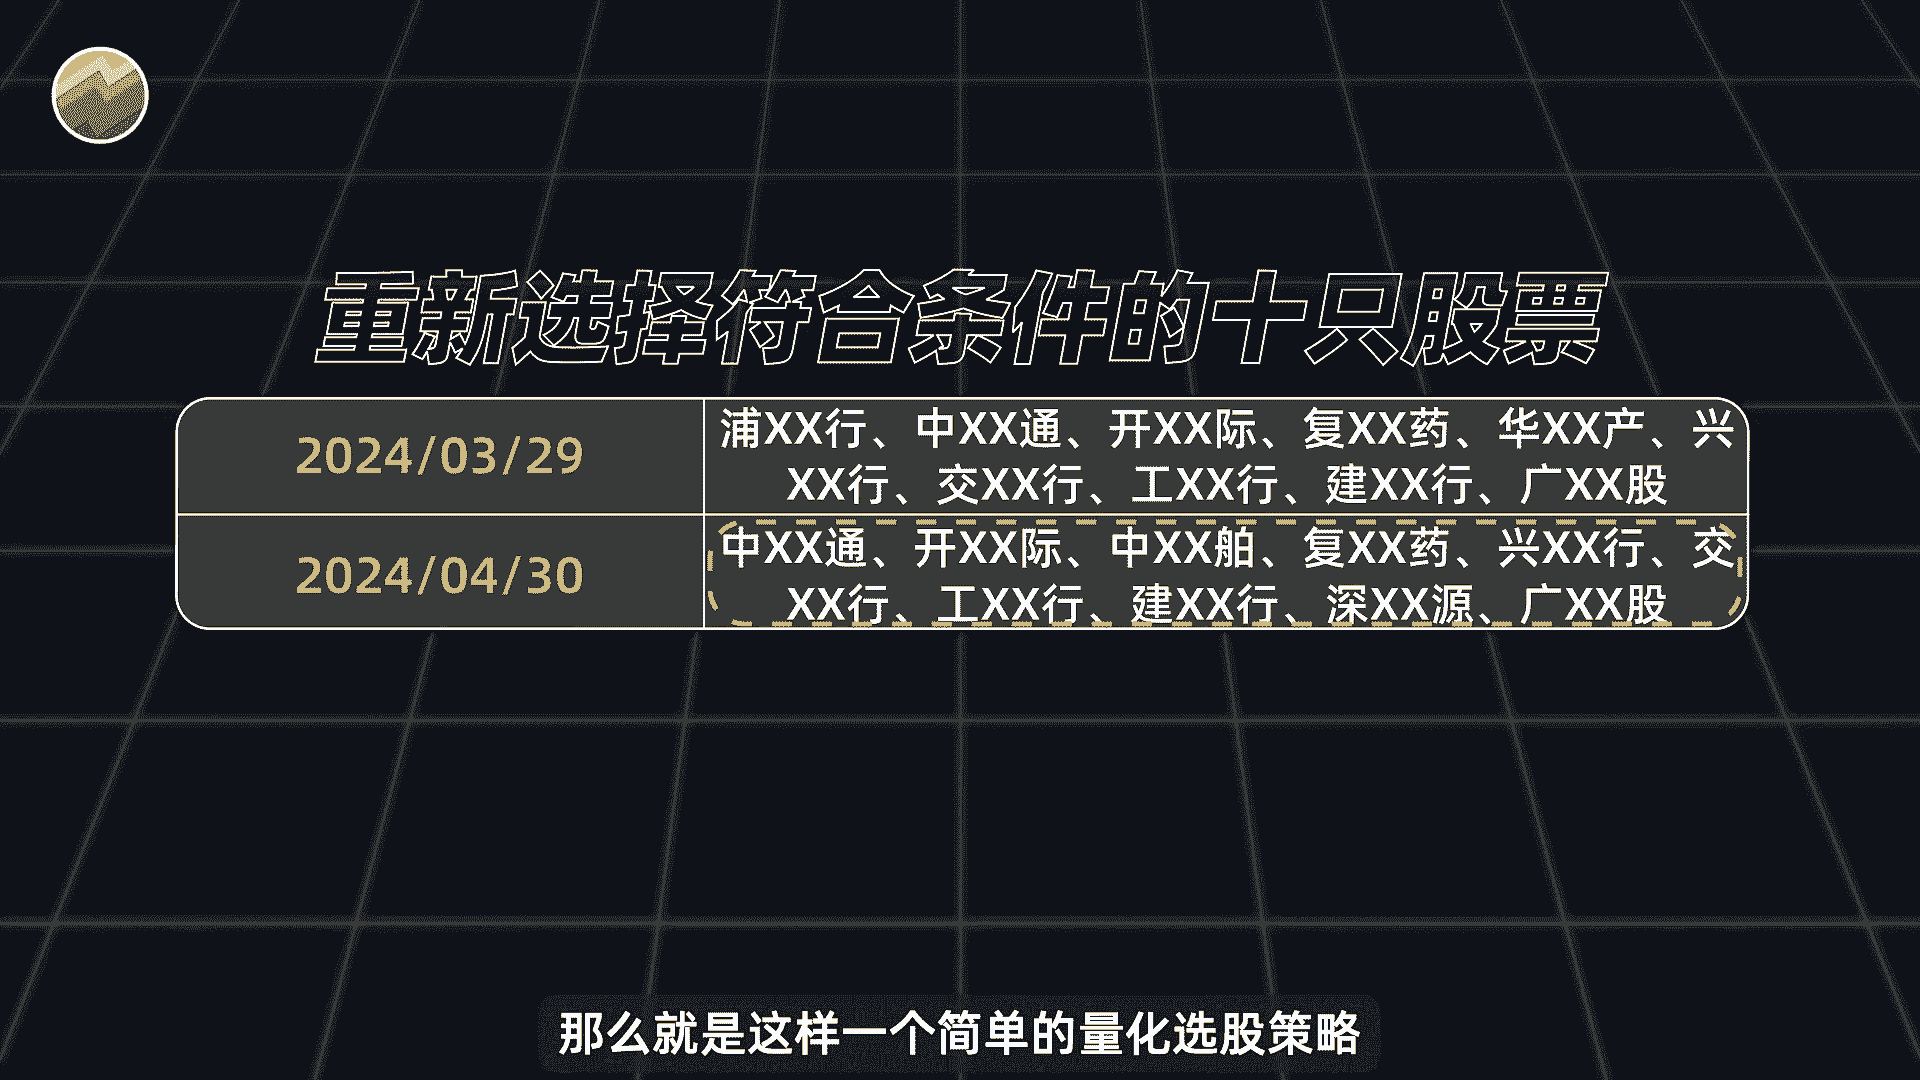 重新选择符合条件的十只股票
2024/03/29
浦XX行、中XX通、开XX际、复XX药、华XX产、兴
XX行、交XX行、工XX行、建XX行、广XX股
2024/04/30
中XX通、开XX际、中XX舶、复XX药、兴XX行、交
XX行、工XX行、建XX行、深XX源、广XX股
那么就是这样一个简单的量化选股策略